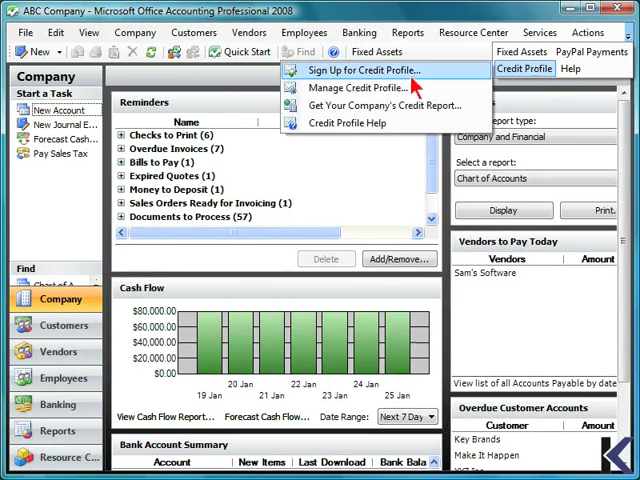 ABC Company - Microsoft Office Accounting Professional 2008
File Edit View Company Customers Vendors Employees Banking Reports Resource Center Services Actions
New Quick Start Find Fixed Assets
Fixed Assets PayPal Payments
Credit Profile Help
Sign Up for Credit Profile...
Manage Credit Profile...
Get Your Company's Credit Report...
Credit Profile Help
Company
Start a Task
New Account
New Journal E...
Forecast Cash...
Pay Sales Tax
Find
Chart of A
Company
Customers
Vendors
Employees
Banking
Reports
Resource C...
Reminders
Name
Checks to Print (6)
Overdue Invoices (7)
Bills to Pay (1)
Expired Quotes (1)
Money to Deposit (1)
Sales Orders Ready for Invoicing (1)
Documents to Process (57)
Delete Add/Remove...
Cash Flow
$80,000.00
$60,000.00
$40,000.00
$20,000.00
$0.00
19 Jan 20 Jan 21 Jan 22 Jan 23 Jan 24 Jan 25 Jan
View Cash Flow Report... Forecast Cash Flow... Date Range: Next 7 Day
Bank Account Summary
Account New Items Last Download Bank Bala
report type:
Company and Financial
Select a report:
Chart of Accounts
Display Print.
Vendors to Pay Today
Vendors Amount
Sam's Software
View list of all Accounts Payable by date
Overdue Customer Accounts
Customer Amount
Key Brands
Make It Happen
K